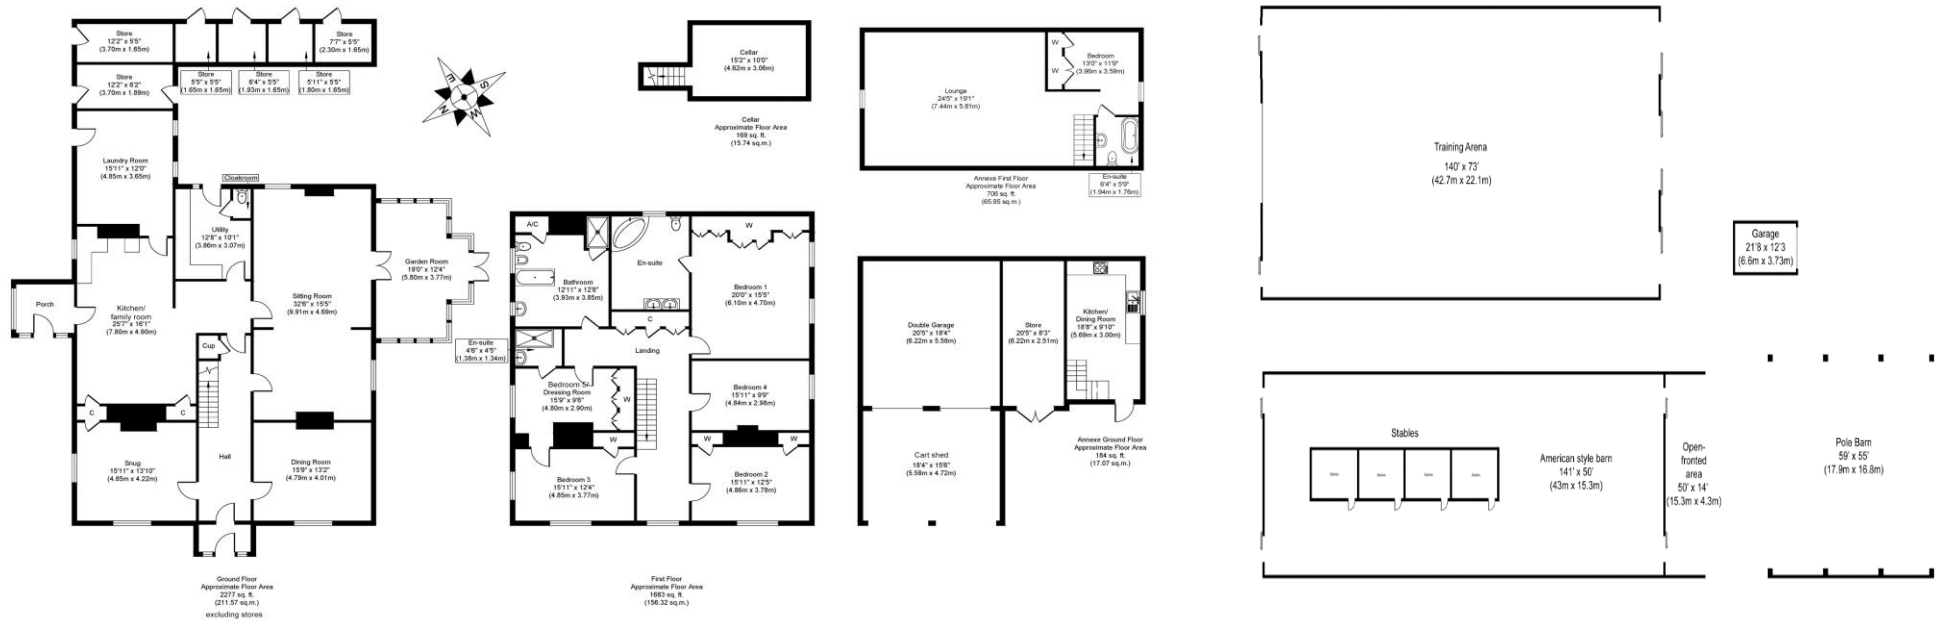 Store
12'2" x 5'5"
(3.70m x 1.65m)
Store
7'7" x 5'5"
(2.30m x 1.65m)
Store
12'2" x 6'2"
(3.70m x 1.89m)
Store
5'5" x 5'5"
(1.65m x 1.65m)
Store
6'4" x 5'5"
(1.93m x 1.65m)
Store
5'11" x 5'5"
(1.80m x 1.65m)
Laundry Room
15'11" x 12'0"
(4.85m x 3.65m)
Cloakroom
Utility
12'8" x 10'1"
(3.86m x 3.07m)
Porch
Kitchen/
family room
25'7" x 16'1"
(7.80m x 4.90m)
Sitting Room
32'6" x 15'5"
(9.91m x 4.69m)
Garden Room
19'0" x 12'4"
(5.80m x 3.77m)
Cup
C
C
Snug
15'11" x 13'10"
(4.85m x 4.22m)
Hall
Dining Room
15'9" x 13'2"
(4.79m x 4.01m)
Ground Floor
Approximate Floor Area
2277 sq. ft.
(211.57 sq.m.)
excluding stores
E
S
N
W
Cellar
15'2" x 10'0"
(4.62m x 3.06m)
Cellar
Approximate Floor Area
169 sq. ft.
(15.74 sq.m.)
A/C
W
En-suite
Bathroom
12'11" x 12'8"
(3.93m x 3.85m)
Bedroom 1
20'0" x 15'5"
(6.10m x 4.70m)
C
En-suite
4'6" x 4'5"
(1.38m x 1.34m)
Landing
Bedroom 5/
Dressing Room
15'9" x 9'6"
(4.80m x 2.90m)
W
Bedroom 4
15'11" x 9'9"
(4.84m x 2.98m)
W
W
W
Bedroom 3
15'11" x 12'4"
(4.85m x 3.77m)
Bedroom 2
15'11" x 12'5"
(4.86m x 3.78m)
First Floor
Approximate Floor Area
1683 sq. ft.
(156.32 sq.m.)
Lounge
24'5" x 19'1"
(7.44m x 5.81m)
W
W
Bedroom
13'0" x 11'9"
(3.96m x 3.59m)
Annexe First Floor
Approximate Floor Area
706 sq. ft.
(65.95 sq.m.)
En-suite
6'4" x 5'9"
(1.94m x 1.76m)
Double Garage
20'5" x 18'4"
(6.22m x 5.58m)
Store
20'5" x 8'3"
(6.22m x 2.51m)
Kitchen/
Dining Room
18'8" x 9'10"
(5.69m x 3.00m)
Cart shed
18'4" x 15'6"
(5.58m x 4.72m)
Annexe Ground Floor
Approximate Floor Area
184 sq. ft.
(17.07 sq.m.)
Training Arena
140' x 73'
(42.7m x 22.1m)
Garage
21'8 x 12'3
(6.6m x 3.73m)
Stables
American style barn
141' x 50'
(43m x 15.3m)
Open-
fronted
area
50' x 14'
(15.3m x 4.3m)
Pole Barn
59' x 55'
(17.9m x 16.8m)